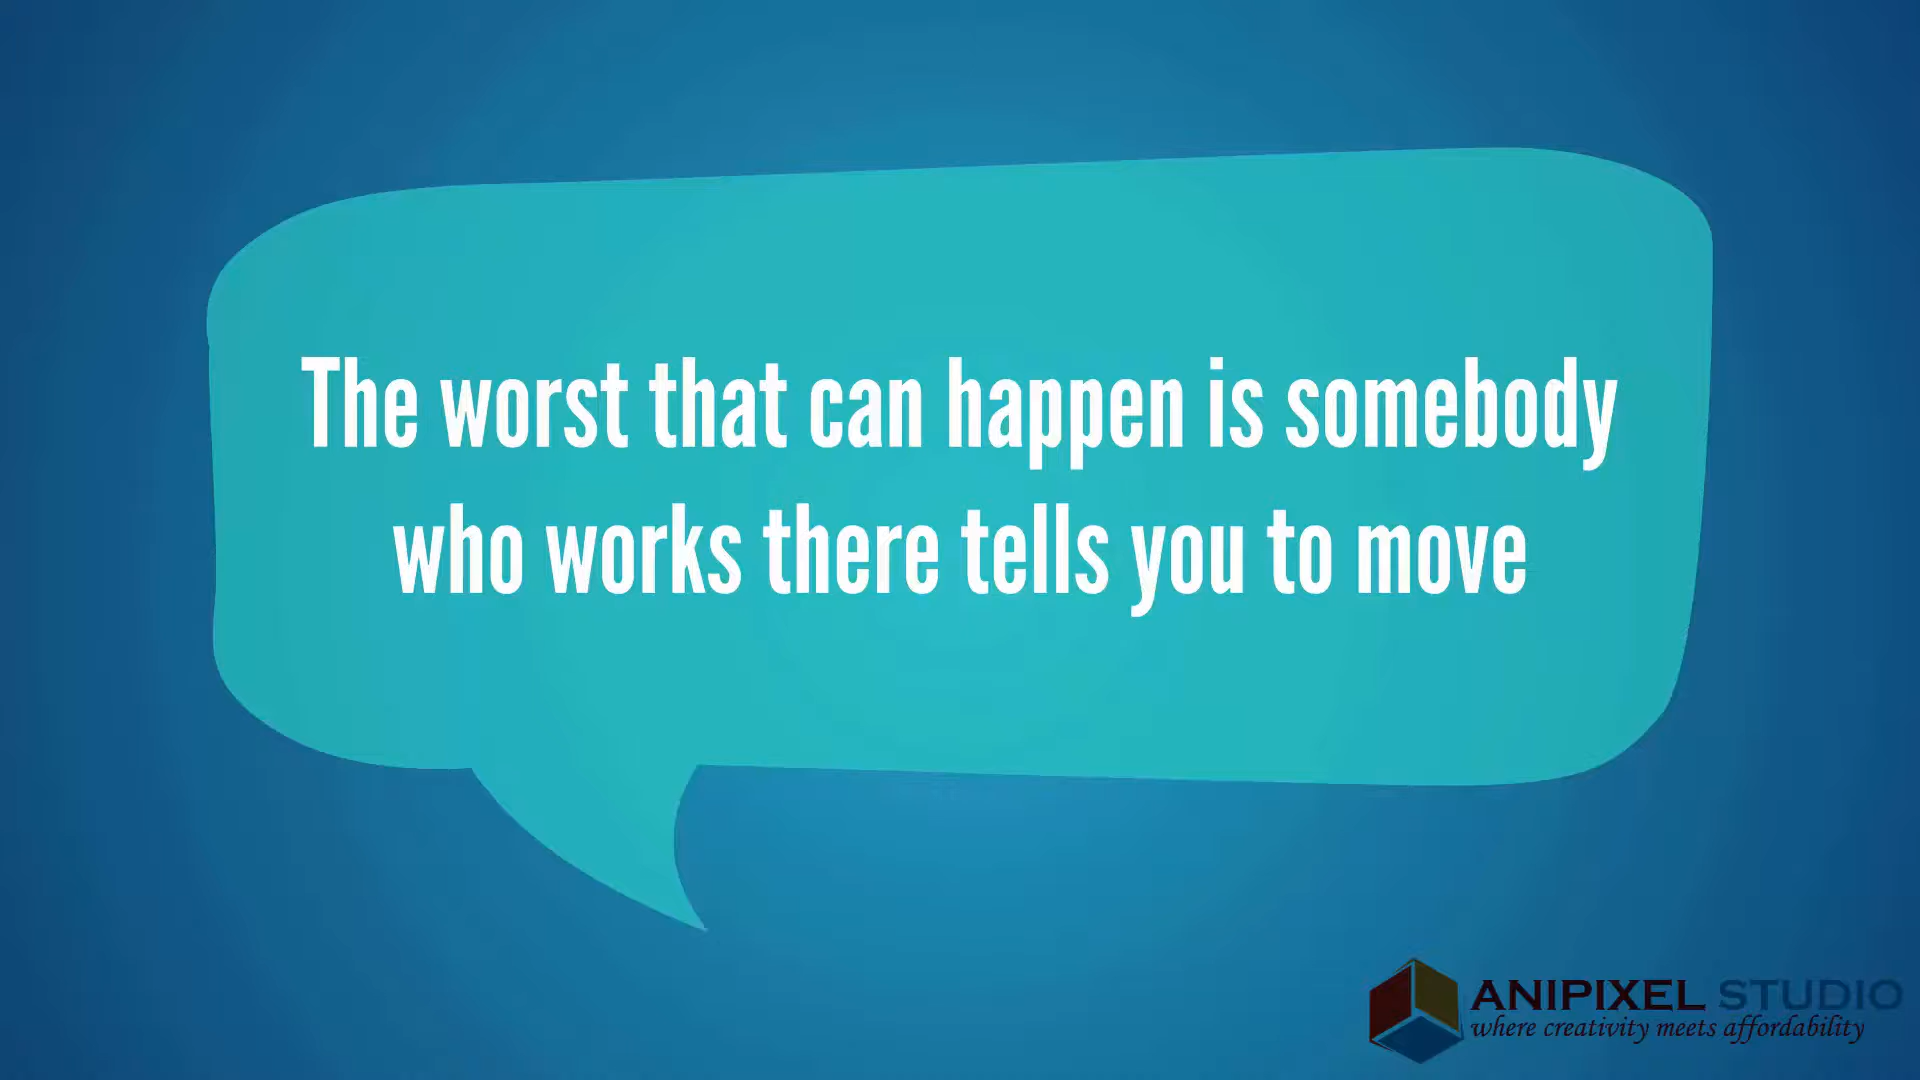 The worst that can happen is somebody
who works there tells you to move
ANIPIXEL STUDIO
where creativity meets affordability